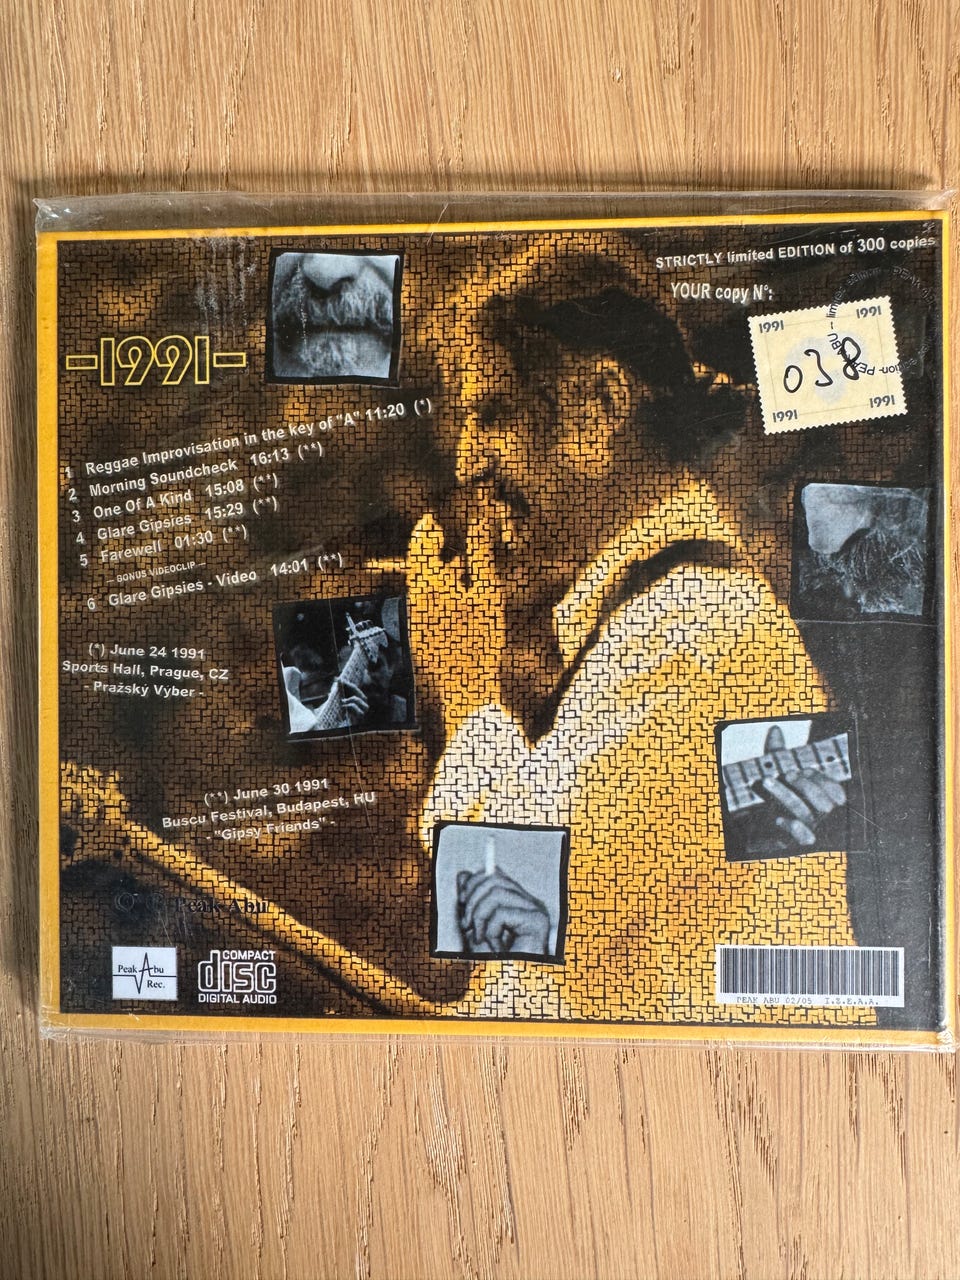 STRICTLY limited EDITION of 300 copies
YOUR copy N°:
1991 1991
038
1991 1991
-1991-
1 Reggae Improvisation in the key of "A" 11:20 (*)
2 Morning Soundcheck 16:13 (**)
3 One Of A Kind 15:08 (**)
4 Glare Gipsies 15:29 (**)
5 Farewell 01:30 (**)
-- BONUS VIDEOCLIP --
6 Glare Gipsies - Video 14:01 (**)
(*) June 24 1991
Sports Hall, Prague, CZ
- Pražský Výber -
(**) June 30 1991
Buscu Festival, Budapest, HU
- "Gipsy Friends" -
Peak Abu
Peak Abu
Rec.
COMPACT
disc
DIGITAL AUDIO
PEAK ABU 02/05 I.S.E.A.A.